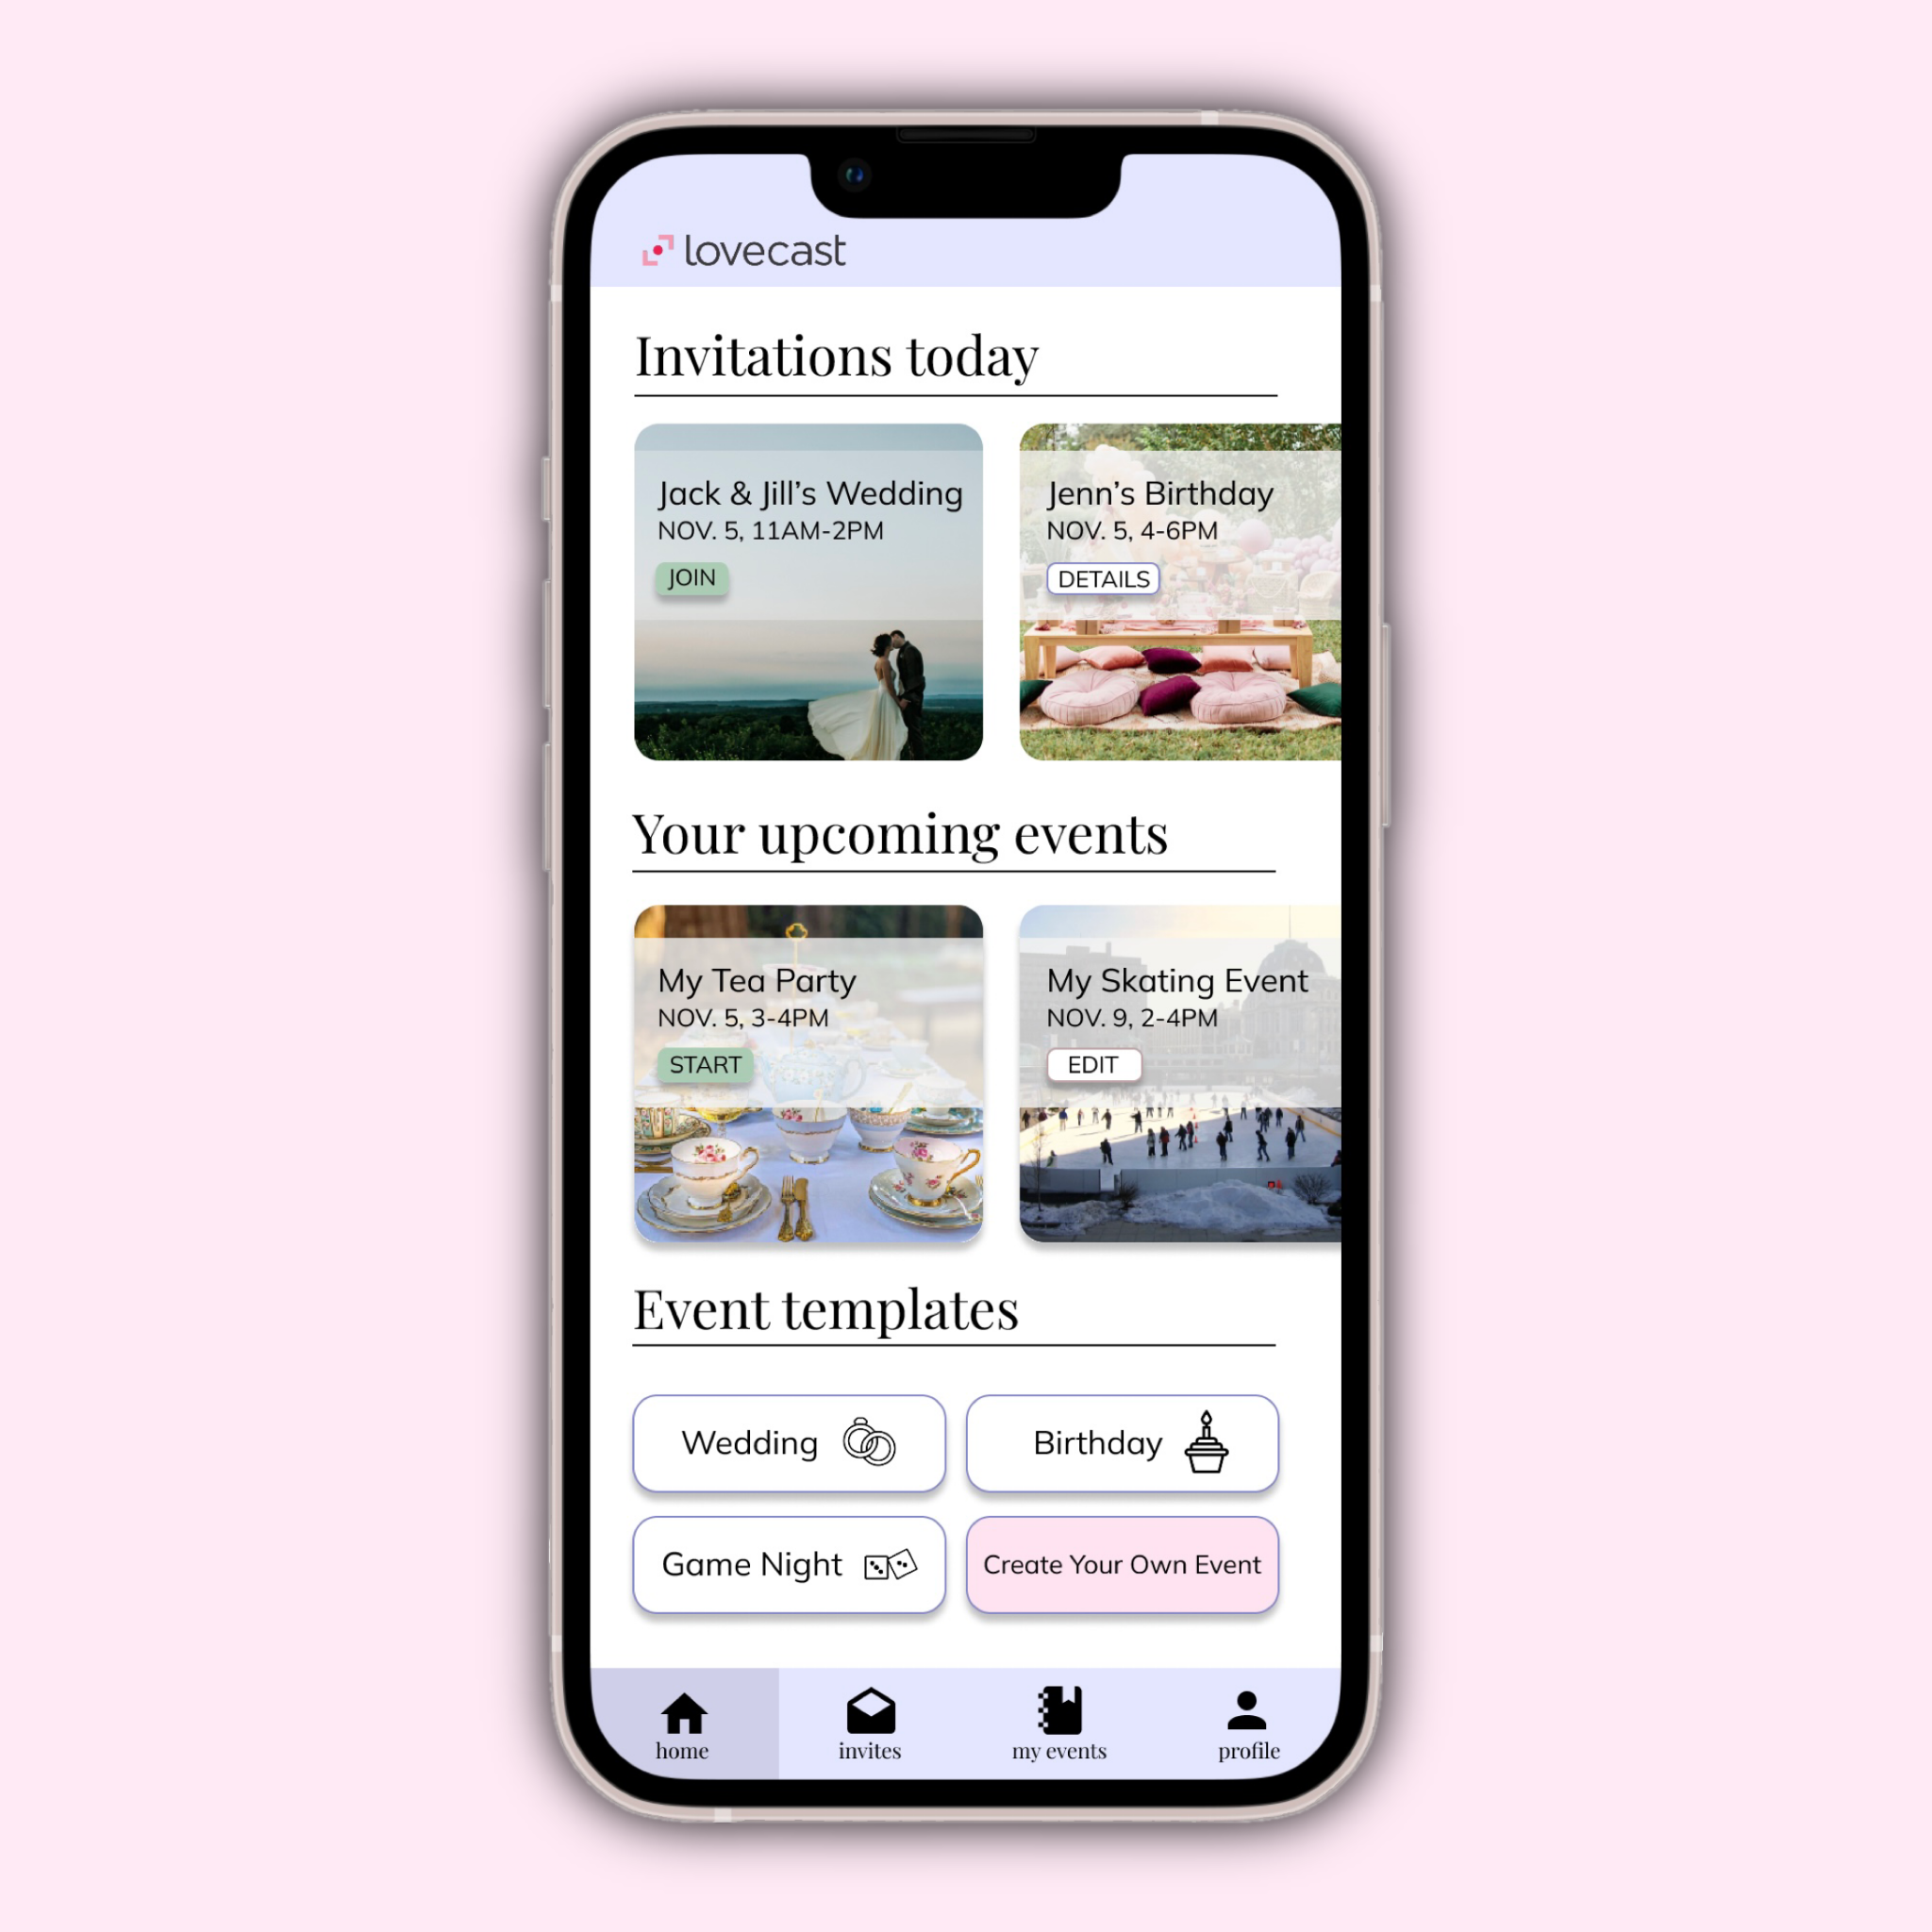 lovecast
Invitations today
Jack & Jill’s Wedding
NOV. 5, 11AM-2PM
JOIN
Jenn’s Birthday
NOV. 5, 4-6PM
DETAILS
Your upcoming events
My Tea Party
NOV. 5, 3-4PM
START
My Skating Event
NOV. 9, 2-4PM
EDIT
Event templates
Wedding
Birthday
Game Night
Create Your Own Event
home
invites
my events
profile